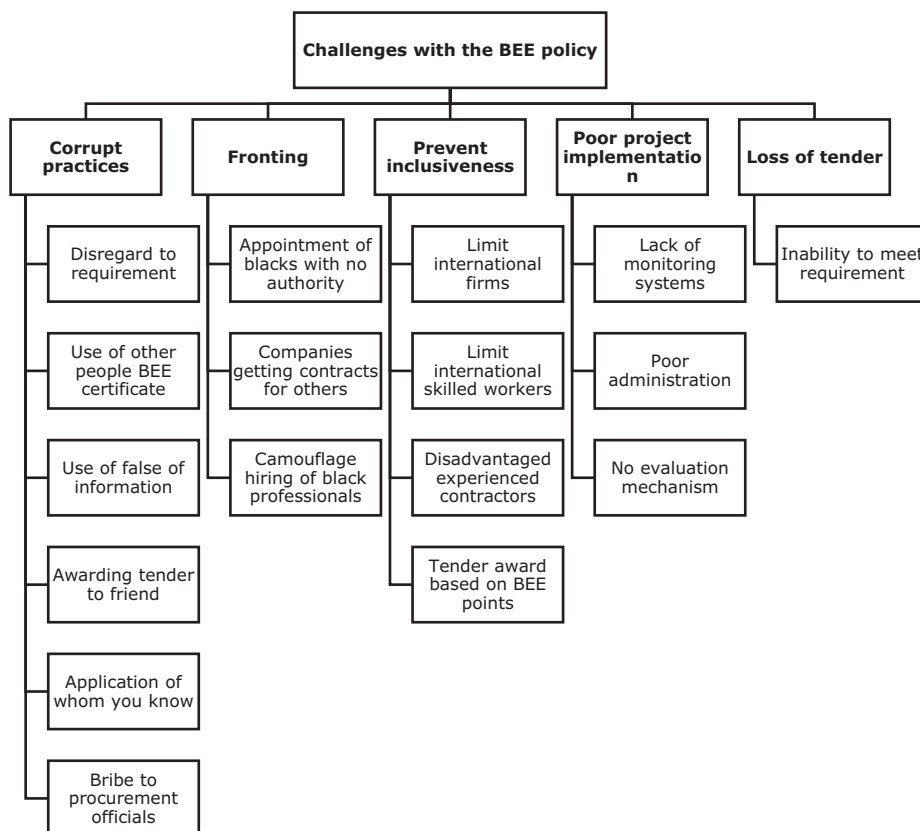 Challenges with the BEE policy
Corrupt
practices
Disregard to
requirement
Use of other
people BEE
certificate
Use of false of
information
Awarding tender
to friend
Application of
whom you know
Bribe to
procurement
officials
Fronting
Appointment of
blacks with no
authority
Companies
getting contracts
for others
Camouflage
hiring of black
professionals
Prevent
inclusiveness
Limit
international
firms
Limit
international
skilled workers
Disadvantaged
experienced
contractors
Tender award
based on BEE
points
Poor project
implementatio
n
Lack of
monitoring
systems
Poor
administration
No evaluation
mechanism
Loss of tender
Inability to meet
requirement